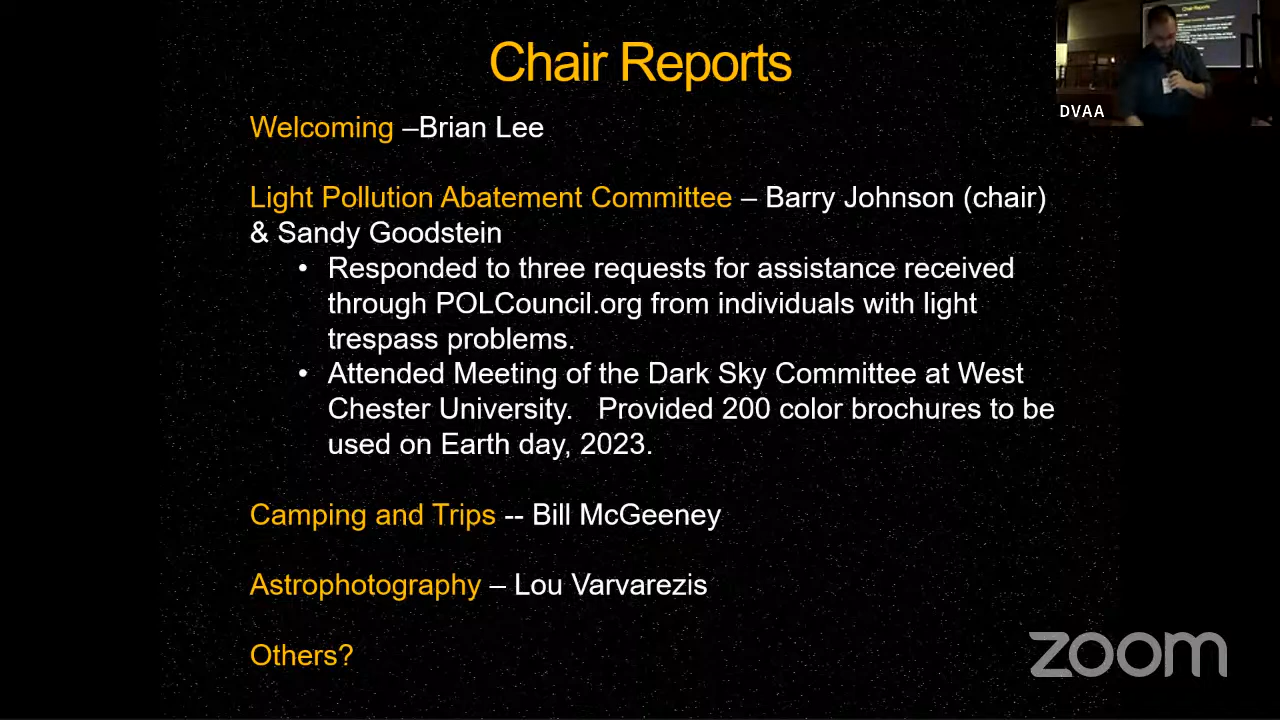 Chair Reports
DVAA
Welcoming –Brian Lee
Light Pollution Abatement Committee – Barry Johnson (chair)
& Sandy Goodstein
• Responded to three requests for assistance received
through POLCouncil.org from individuals with light
trespass problems.
• Attended Meeting of the Dark Sky Committee at West
Chester University.   Provided 200 color brochures to be
used on Earth day, 2023.
Camping and Trips -- Bill McGeeney
Astrophotography – Lou Varvarezis
Others?
zoom